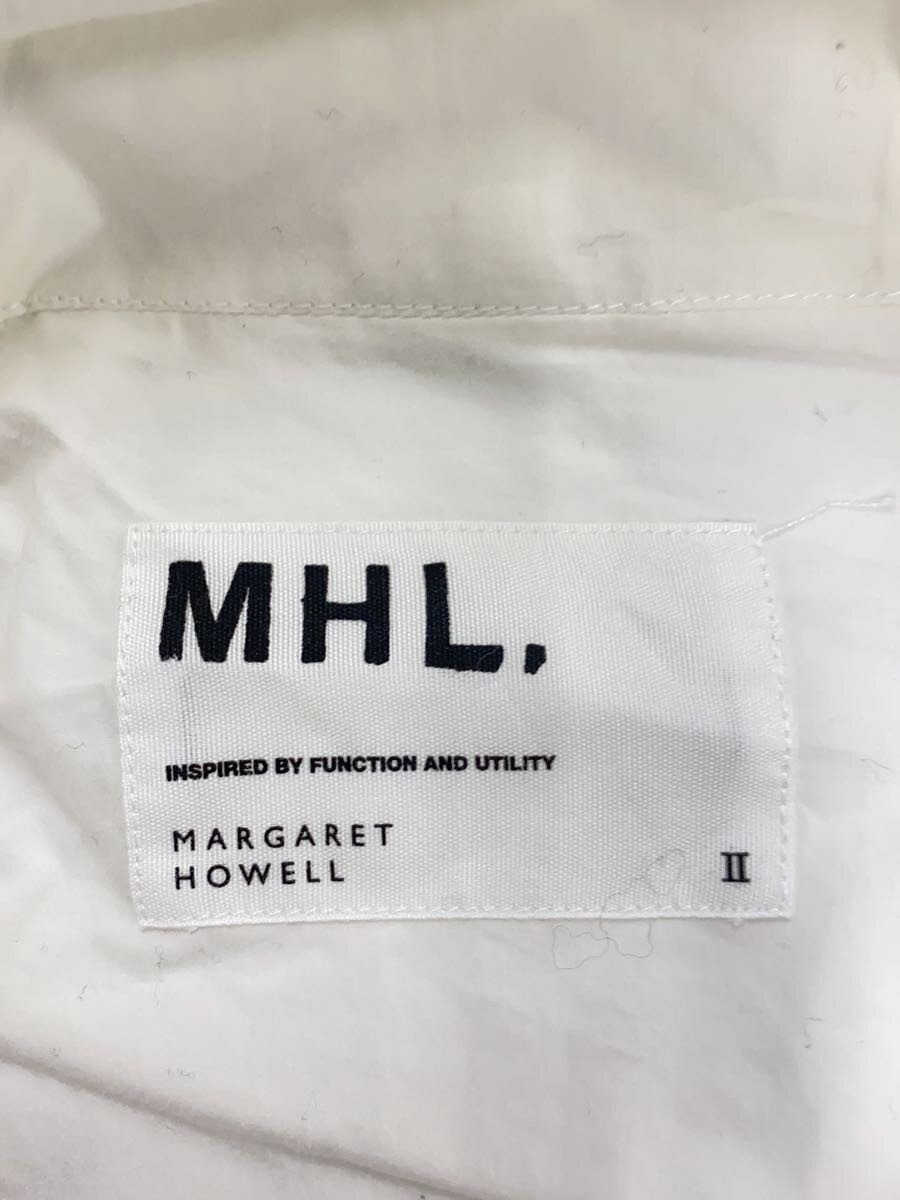 MHL.
INSPIRED BY FUNCTION AND UTILITY
MARGARET
HOWELL
II